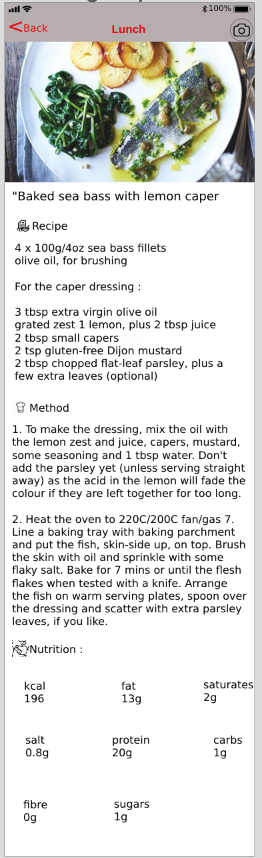 100%
Back
Lunch
"Baked sea bass with lemon caper
Recipe
4 x 100g/4oz sea bass fillets
olive oil, for brushing
For the caper dressing :
3 tbsp extra virgin olive oil
grated zest 1 lemon, plus 2 tbsp juice
2 tbsp small capers
2 tsp gluten-free Dijon mustard
2 tbsp chopped flat-leaf parsley, plus a
few extra leaves (optional)
Method
1. To make the dressing, mix the oil with
the lemon zest and juice, capers, mustard,
some seasoning and 1 tbsp water. Don't
add the parsley yet (unless serving straight
away) as the acid in the lemon will fade the
colour if they are left together for too long.
2. Heat the oven to 220C/200C fan/gas 7.
Line a baking tray with baking parchment
and put the fish, skin-side up, on top. Brush
the skin with oil and sprinkle with some
flaky salt. Bake for 7 mins or until the flesh
flakes when tested with a knife. Arrange
the fish on warm serving plates, spoon over
the dressing and scatter with extra parsley
leaves, if you like.
Nutrition :
kcal fat saturates
196 13g 2g
salt protein carbs
0.8g 20g 1g
fibre sugars
0g 1g